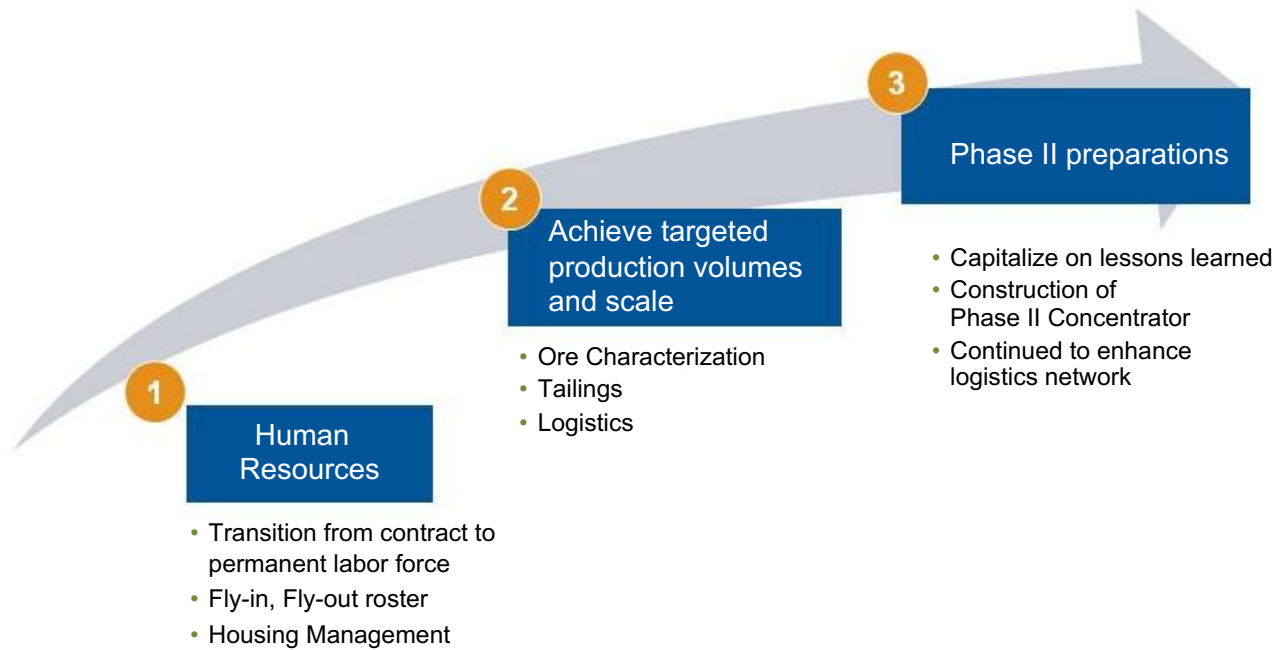 1
Human
Resources
• Transition from contract to
permanent labor force
• Fly-in, Fly-out roster
• Housing Management
2
Achieve targeted
production volumes
and scale
• Ore Characterization
• Tailings
• Logistics
3
Phase II preparations
• Capitalize on lessons learned
• Construction of
Phase II Concentrator
• Continued to enhance
logistics network